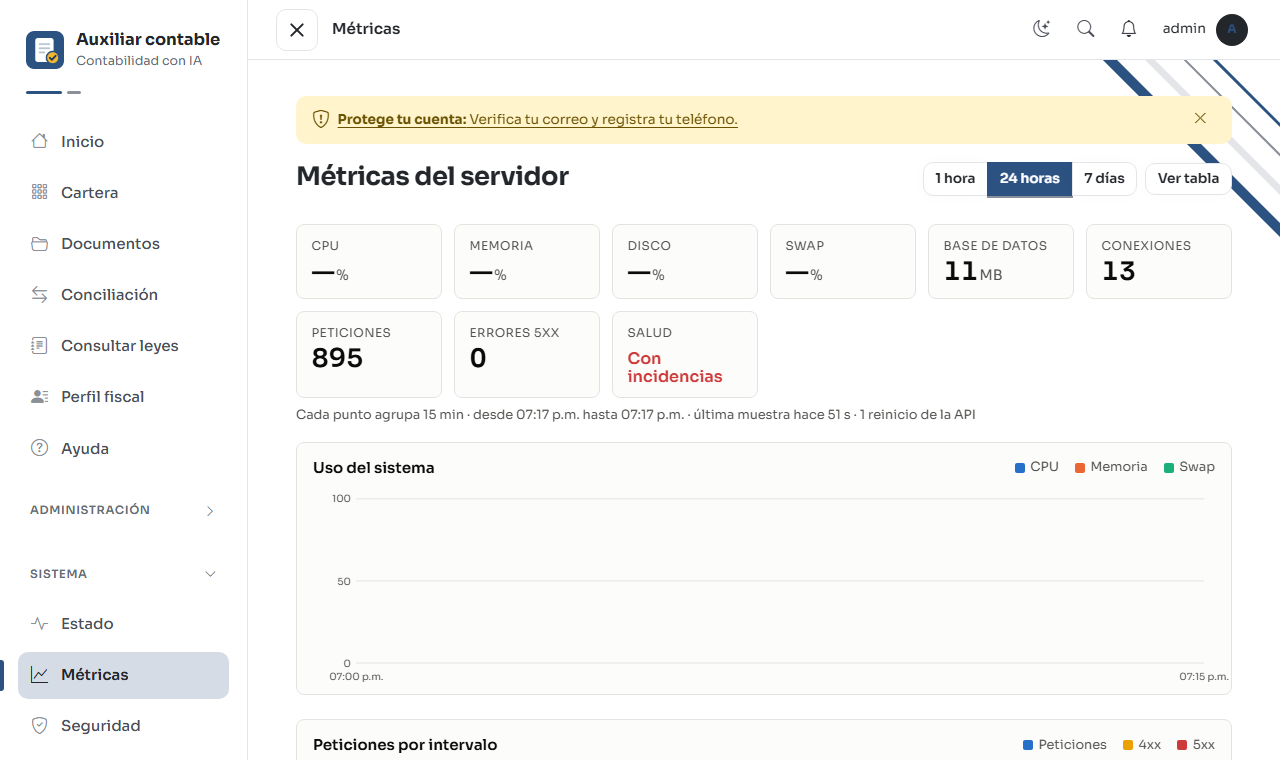 Auxiliar contable
Contabilidad con IA
Métricas
admin
A
Inicio
Cartera
Documentos
Conciliación
Consultar leyes
Perfil fiscal
Ayuda
ADMINISTRACIÓN
SISTEMA
Estado
Métricas
Seguridad
Protege tu cuenta: Verifica tu correo y registra tu teléfono.
Métricas del servidor
1 hora
24 horas
7 días
Ver tabla
CPU
—%
MEMORIA
—%
DISCO
—%
SWAP
—%
BASE DE DATOS
11 MB
CONEXIONES
13
PETICIONES
895
ERRORES 5XX
0
SALUD
Con
incidencias
Cada punto agrupa 15 min · desde 07:17 p.m. hasta 07:17 p.m. · última muestra hace 51 s · 1 reinicio de la API
Uso del sistema
CPU
Memoria
Swap
100
50
0
07:00 p.m.
07:15 p.m.
Peticiones por intervalo
Peticiones
4xx
5xx